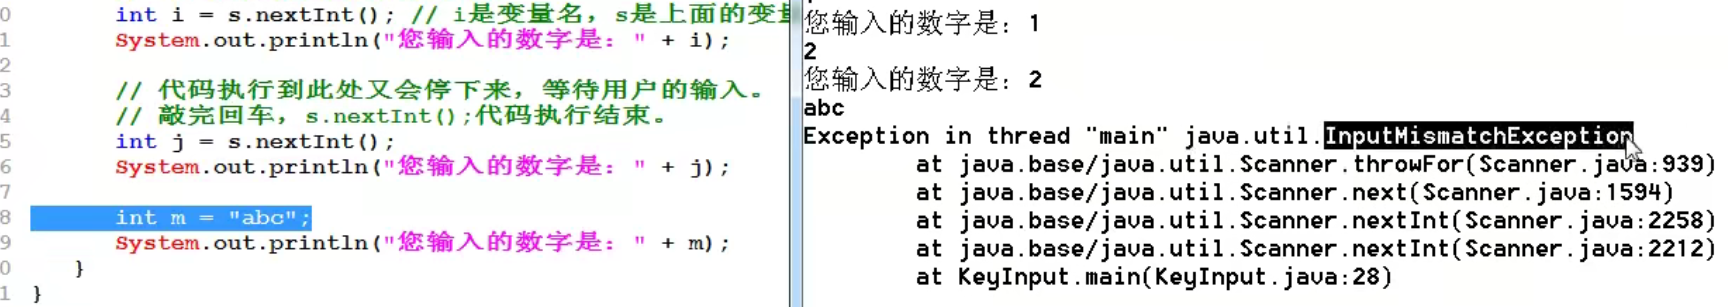 0 int i = s.nextInt(); // i是变量名，s是上面的变量
1 System.out.println("您输入的数字是：" + i);
2
3 // 代码执行到此处又会停下来，等待用户的输入。
4 // 敲完回车，s.nextInt();代码执行结束。
5 int j = s.nextInt();
6 System.out.println("您输入的数字是：" + j);
7
8 int m = "abc";
9 System.out.println("您输入的数字是：" + m);
0 }
1 }
您输入的数字是：1
2
您输入的数字是：2
abc
Exception in thread "main" java.util.InputMismatchException
at java.base/java.util.Scanner.throwFor(Scanner.java:939)
at java.base/java.util.Scanner.next(Scanner.java:1594)
at java.base/java.util.Scanner.nextInt(Scanner.java:2258)
at java.base/java.util.Scanner.nextInt(Scanner.java:2212)
at KeyInput.main(KeyInput.java:28)